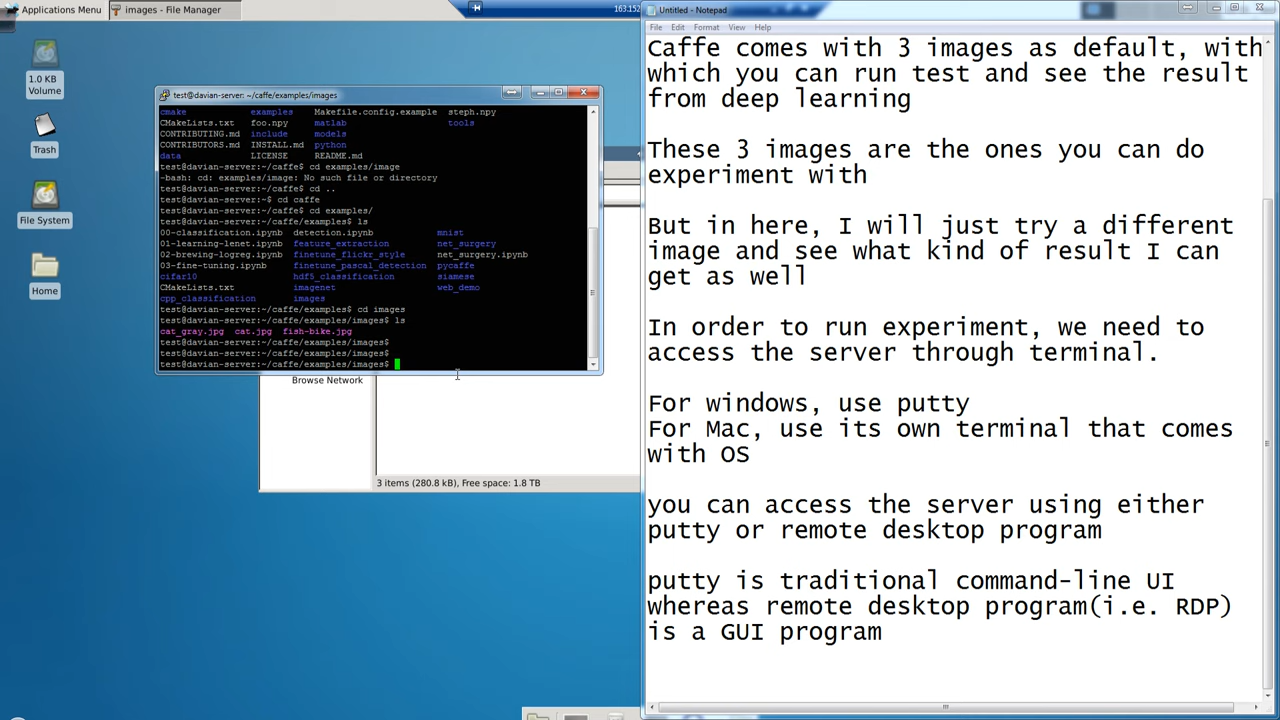 Applications Menu
images - File Manager
163.152
1.0 KB
Volume
Trash
File System
Home
test@davian-server: ~/caffe/examples/images
cmake examples Makefile.config.example steph.npy
CMakeLists.txt foo.npy matlab tools
CONTRIBUTING.md include models
CONTRIBUTORS.md INSTALL.md python
data LICENSE README.md
test@davian-server:~/caffe$ cd examples/image
-bash: cd: examples/image: No such file or directory
test@davian-server:~/caffe$ cd ..
test@davian-server:~$ cd caffe
test@davian-server:~/caffe$ cd examples/
test@davian-server:~/caffe/examples$ ls
00-classification.ipynb detection.ipynb mnist
01-learning-lenet.ipynb feature_extraction net_surgery
02-brewing-logreg.ipynb finetune_flickr_style net_surgery.ipynb
03-fine-tuning.ipynb finetune_pascal_detection pycaffe
cifar10 hdf5_classification siamese
CMakeLists.txt imagenet web_demo
cpp_classification images
test@davian-server:~/caffe/examples$ cd images
test@davian-server:~/caffe/examples/images$ ls
cat_gray.jpg cat.jpg fish-bike.jpg
test@davian-server:~/caffe/examples/images$
test@davian-server:~/caffe/examples/images$
test@davian-server:~/caffe/examples/images$
Browse Network
3 items (280.8 kB), Free space: 1.8 TB
Untitled - Notepad
File Edit Format View Help
Caffe comes with 3 images as default, with
which you can run test and see the result
from deep learning
These 3 images are the ones you can do
experiment with
But in here, I will just try a different
image and see what kind of result I can
get as well
In order to run experiment, we need to
access the server through terminal.
For windows, use putty
For Mac, use its own terminal that comes
with OS
you can access the server using either
putty or remote desktop program
putty is traditional command-line UI
whereas remote desktop program(i.e. RDP)
is a GUI program